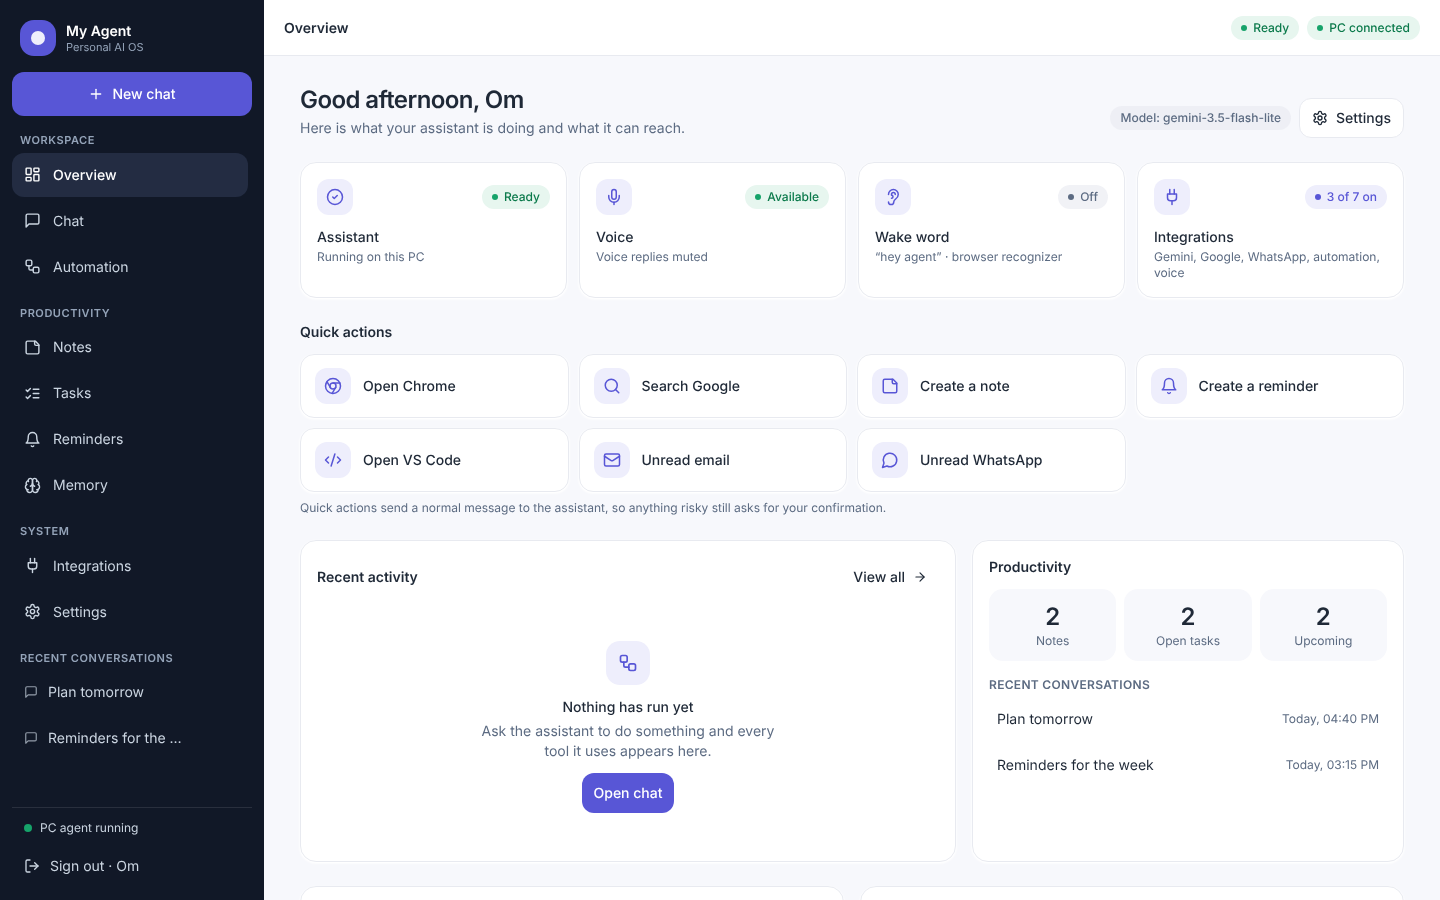 My Agent
Personal AI OS
New chat
WORKSPACE
Overview
Chat
Automation
PRODUCTIVITY
Notes
Tasks
Reminders
Memory
SYSTEM
Integrations
Settings
RECENT CONVERSATIONS
Plan tomorrow
Reminders for the ...
PC agent running
Sign out · Om
Overview
Ready
PC connected
Good afternoon, Om
Here is what your assistant is doing and what it can reach.
Model: gemini-3.5-flash-lite
Settings
Ready
Assistant
Running on this PC
Available
Voice
Voice replies muted
Off
Wake word
“hey agent” · browser recognizer
3 of 7 on
Integrations
Gemini, Google, WhatsApp, automation,
voice
Quick actions
Open Chrome
Search Google
Create a note
Create a reminder
Open VS Code
Unread email
Unread WhatsApp
Quick actions send a normal message to the assistant, so anything risky still asks for your confirmation.
Recent activity
View all
Nothing has run yet
Ask the assistant to do something and every
tool it uses appears here.
Open chat
Productivity
2
Notes
2
Open tasks
2
Upcoming
RECENT CONVERSATIONS
Plan tomorrow
Today, 04:40 PM
Reminders for the week
Today, 03:15 PM